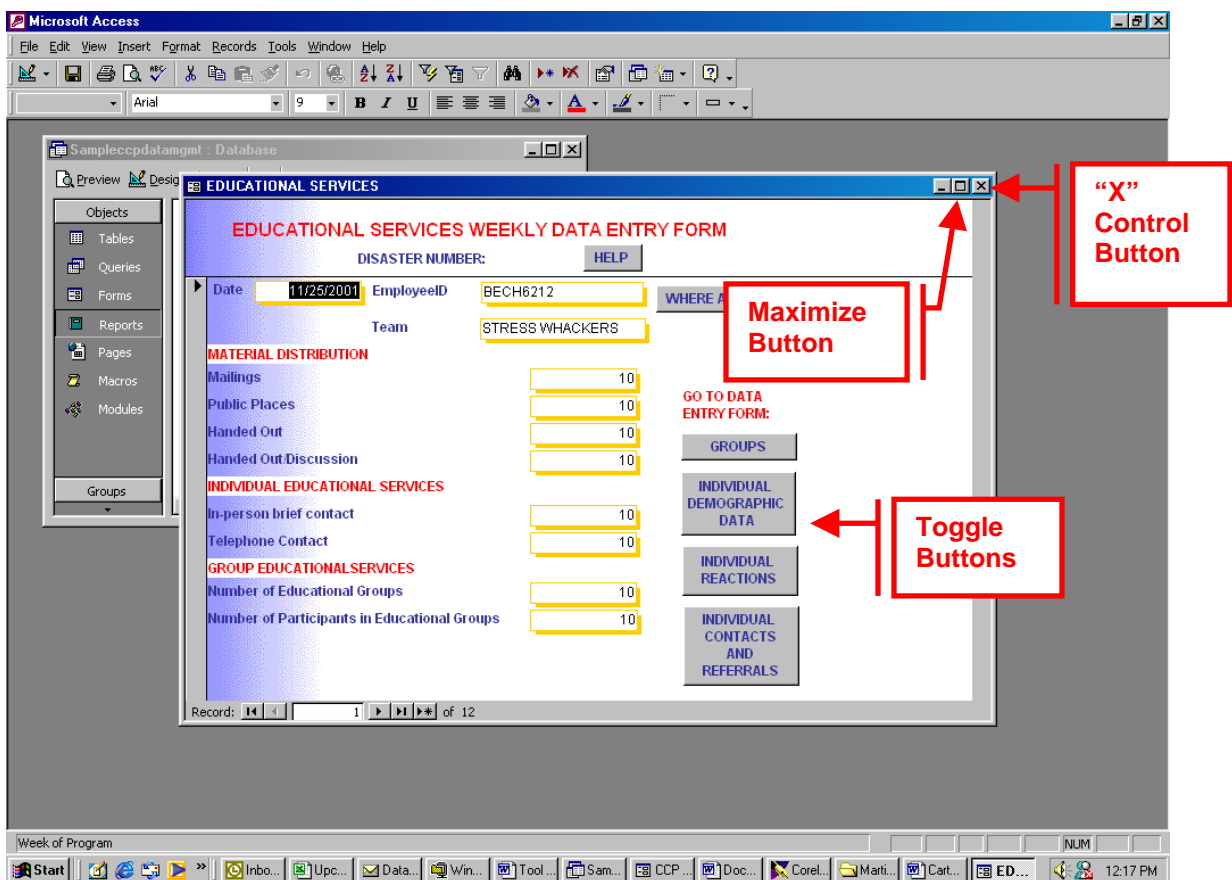 Microsoft Access
File Edit View Insert Format Records Tools Window Help
Arial 9 B I U
Sampleccpdatamgmt : Database
Preview Desig
Objects
Tables
Queries
Forms
Reports
Pages
Macros
Modules
Groups
EDUCATIONAL SERVICES
EDUCATIONAL SERVICES WEEKLY DATA ENTRY FORM
DISASTER NUMBER: HELP
Date 11/25/2001 EmployeeID BECH6212 WHERE A
Team STRESS WHACKERS
MATERIAL DISTRIBUTION
Mailings 10
Public Places 10
Handed Out 10
Handed Out/Discussion 10
INDIVIDUAL EDUCATIONAL SERVICES
In-person brief contact 10
Telephone Contact 10
GROUP EDUCATIONALSERVICES
Number of Educational Groups 10
Number of Participants in Educational Groups 10
GO TO DATA
ENTRY FORM:
GROUPS
INDIVIDUAL
DEMOGRAPHIC
DATA
INDIVIDUAL
REACTIONS
INDIVIDUAL
CONTACTS
AND
REFERRALS
Record: 1 of 12
“X”
Control
Button
Maximize
Button
Toggle
Buttons
Week of Program NUM
Start » Inbo... Upc... Data... Win... Tool ... Sam... CCP ... Doc... Corel... Marti... Cart... ED... 12:17 PM